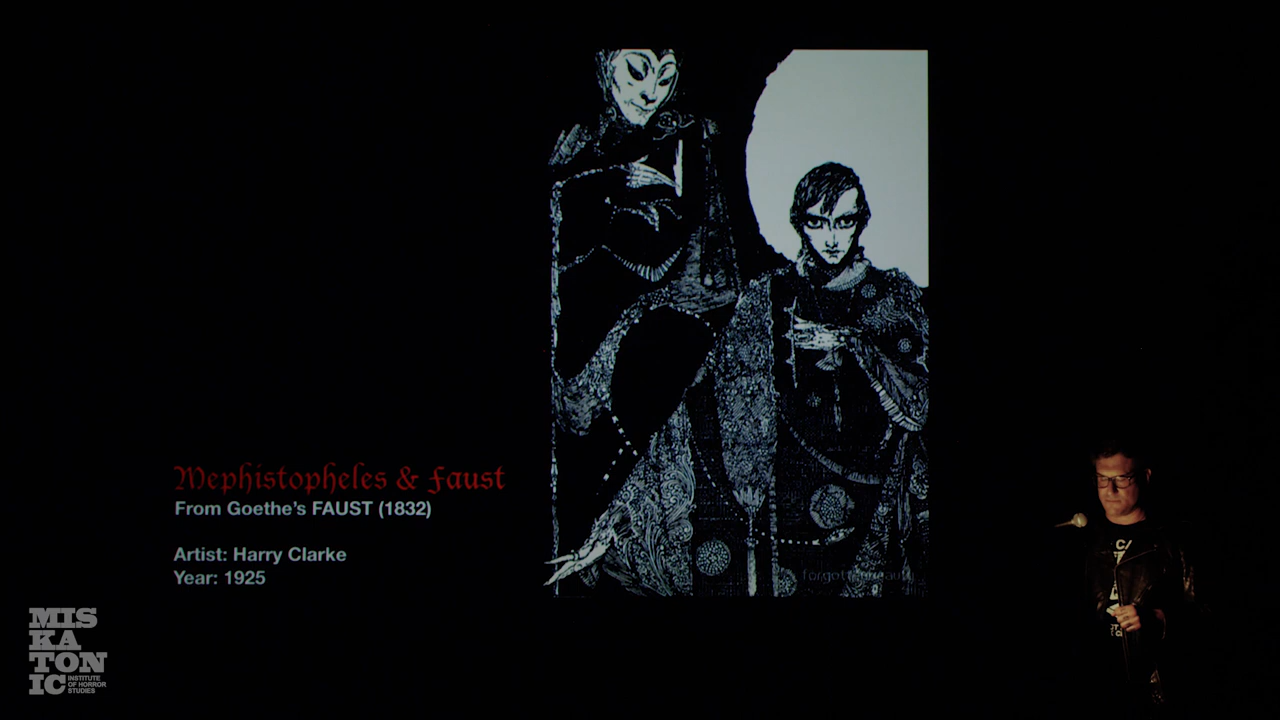 Mephistopheles & Faust
From Goethe's FAUST (1832)
Artist: Harry Clarke
Year: 1925
MIS
KA
TON
IC
INSTITUTE
OF HORROR
STUDIES
CA